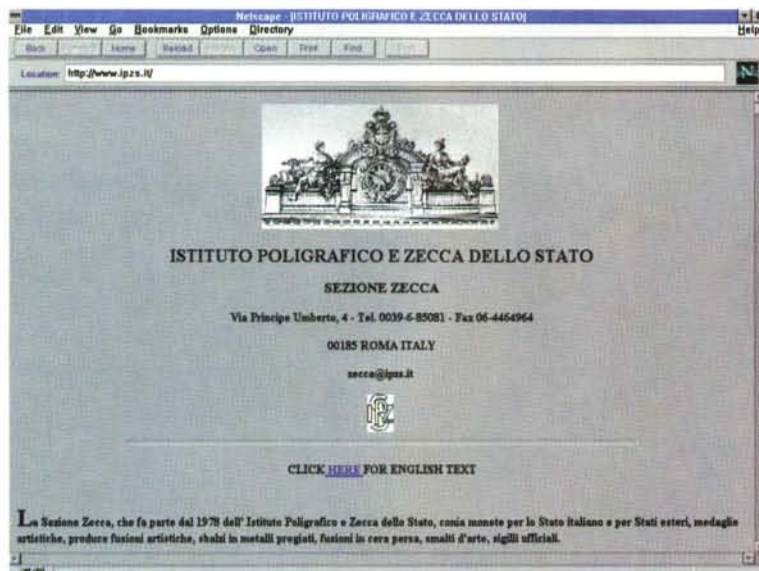 Netscape - [ISTITUTO POLIGRAFICO E ZECCA DELLO STATO]
File Edit View Go Bookmarks Options Directory Help
Back Home Reload Open Print Find
Location: http://www.ipzs.it/
N
ISTITUTO POLIGRAFICO E ZECCA DELLO STATO
SEZIONE ZECCA
Via Principe Umberto, 4 - Tel. 0039-6-85081 - Fax 06-4464964
00185 ROMA ITALY
zecca@ipzs.it
CLICK HERE FOR ENGLISH TEXT
La Sezione Zecca, che fa parte dal 1978 dell' Istituto Poligrafico e Zecca dello Stato, conia monete per lo Stato italiano e per Stati esteri, medaglie
artistiche, produce fusioni artistiche, sbalzi in metalli pregiati, fusioni in cera persa, smalti d'arte, sigilli ufficiali.